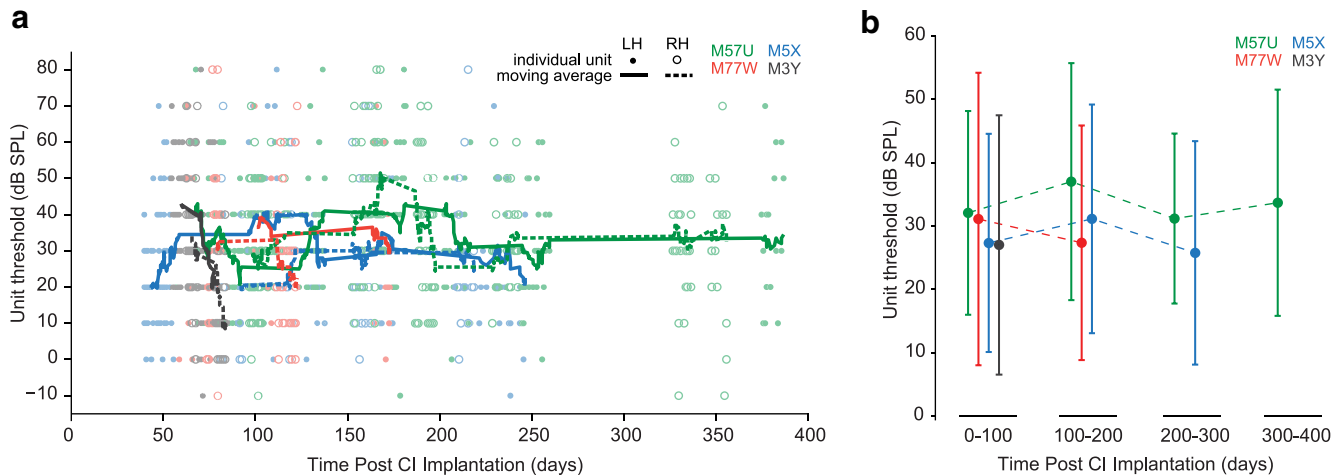 a
LH RH
individual unit
moving average
M57U M5X
M77W M3Y
Unit threshold (dB SPL)
80
70
60
50
40
30
20
10
0
−10
0 50 100 150 200 250 300 350 400
Time Post CI Implantation (days)
b
M57U M5X
M77W M3Y
Unit threshold (dB SPL)
60
50
40
30
20
10
0
0-100 100-200 200-300 300-400
Time Post CI Implantation (days)